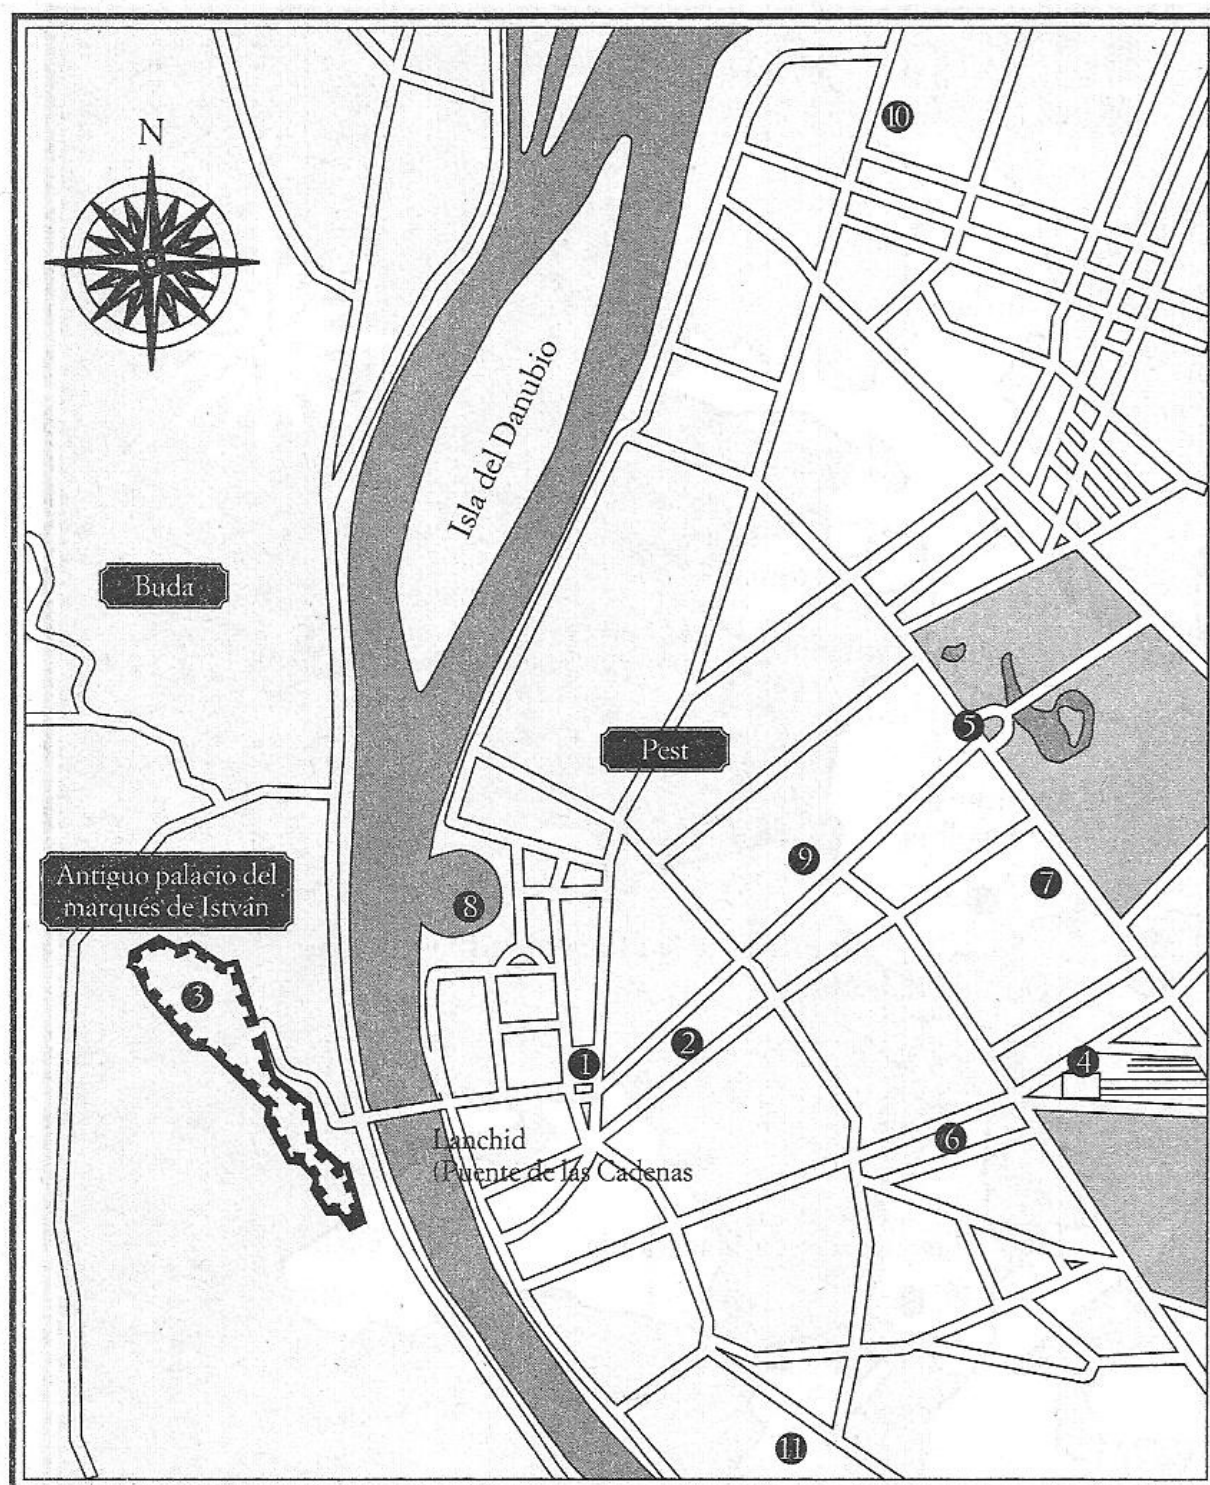 N
10
Isla del Danubio
Buda
Pest
5
9
7
Antiguo palacio del
marqués de István
8
3
1
2
4
Lanchid
(Puente de las Cadenas
6
11